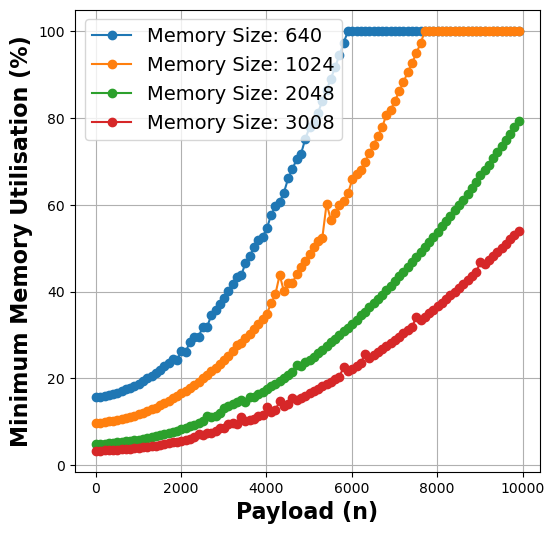 Memory Size: 640
Memory Size: 1024
Memory Size: 2048
Memory Size: 3008
Minimum Memory Utilisation (%)
100
80
60
40
20
0
0 2000 4000 6000 8000 10000
Payload (n)